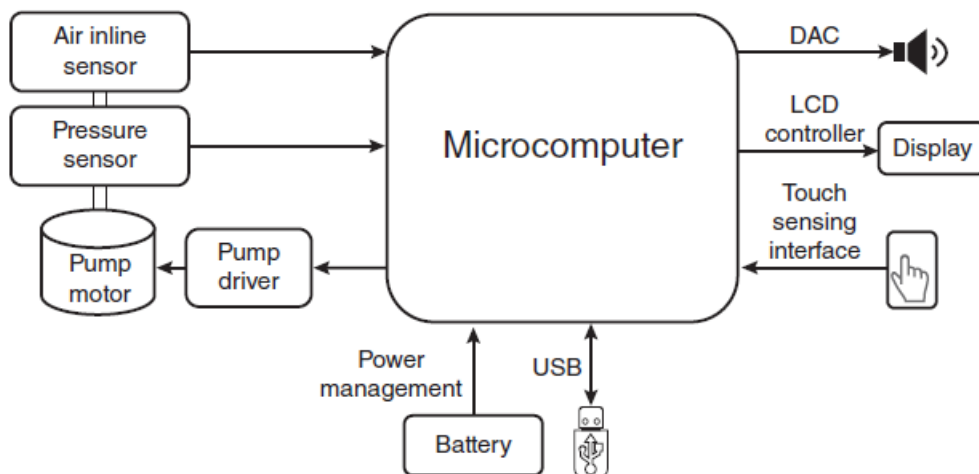 Air inline
sensor
Pressure
sensor
Pump
motor
Pump
driver
Microcomputer
DAC
LCD
controller
Display
Touch
sensing
interface
Power
management
Battery
USB